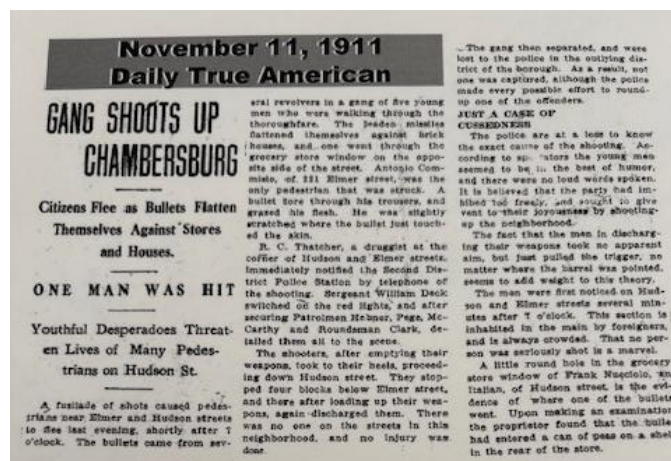 November 11, 1911
Daily True American
GANG SHOOTS UP
CHAMBERSBURG
Citizens Flee as Bullets Flatten
Themselves Against Stores
and Houses.
ONE MAN WAS HIT
Youthful Desperadoes Threat-
en Lives of Many Pedes-
trians on Hudson St.
A fusilade of shots caused pedes-
trians near Elmer and Hudson streets
to flee last evening, shortly after 7
o'clock. The bullets came from sev-
eral revolvers in a gang of five young
men who were walking through the
thoroughfare. The leaden missiles
flattened themselves against brick
houses, and one went through the
grocery store window on the oppo-
site side of the street. Antonio Com-
misio, of 221 Elmer street, was the
only pedestrian that was struck. A
bullet tore through his trousers, and
grazed his flesh. He was slightly
scratched where the bullet just touch-
ed the skin.
R. C. Thatcher, a druggist at the
corner of Hudson and Elmer streets,
immediately notified the Second Dis-
trict Police Station by telephone of
the shooting. Sergeant William Deck
switched on the red lights, and after
securing Patrolmen Hebner, Page, Mc-
Carthy and Roundsman Clark, de-
tailed them all to the scene.
The shooters, after emptying their
weapons, took to their heels, proceed-
ing down Hudson street. They stop-
ped four blocks below Elmer street,
and there after loading up their wea-
pons, again discharged them. There
was no one on the streets in this
neighborhood, and no injury was
done.
The gang then separated, and were
lost to the police in the outlying dis-
trict of the borough. As a result, not
one was captured, although the police
made every possible effort to round-
up one of the offenders.
JUST A CASE OF
CUSSEDNESS
The police are at a loss to know
the exact cause of the shooting. Ac-
cording to spectators the young men
seemed to be in the best of humor,
and there were no loud words spoken.
It is believed that the party had im-
bibed too freely, and sought to give
vent to their joyousness by shooting-
up the neighborhood.
The fact that the men in discharg-
ing their weapons took no apparent
aim, but just pulled the trigger, no
matter where the barrel was pointed,
seems to add weight to this theory.
The men were first noticed on Hud-
son and Elmer streets several min-
utes after 7 o'clock. This section is
inhabited in the main by foreigners,
and is always crowded. That no per-
son was seriously shot is a marvel.
A little round hole in the grocery
store window of Frank Nusciolo, an
Italian, of Hudson street, is the evi-
dence of where one of the bullets
went. Upon making an examination
the proprietor found that the bullet
had entered a can of peas on a shelf
in the rear of the store.